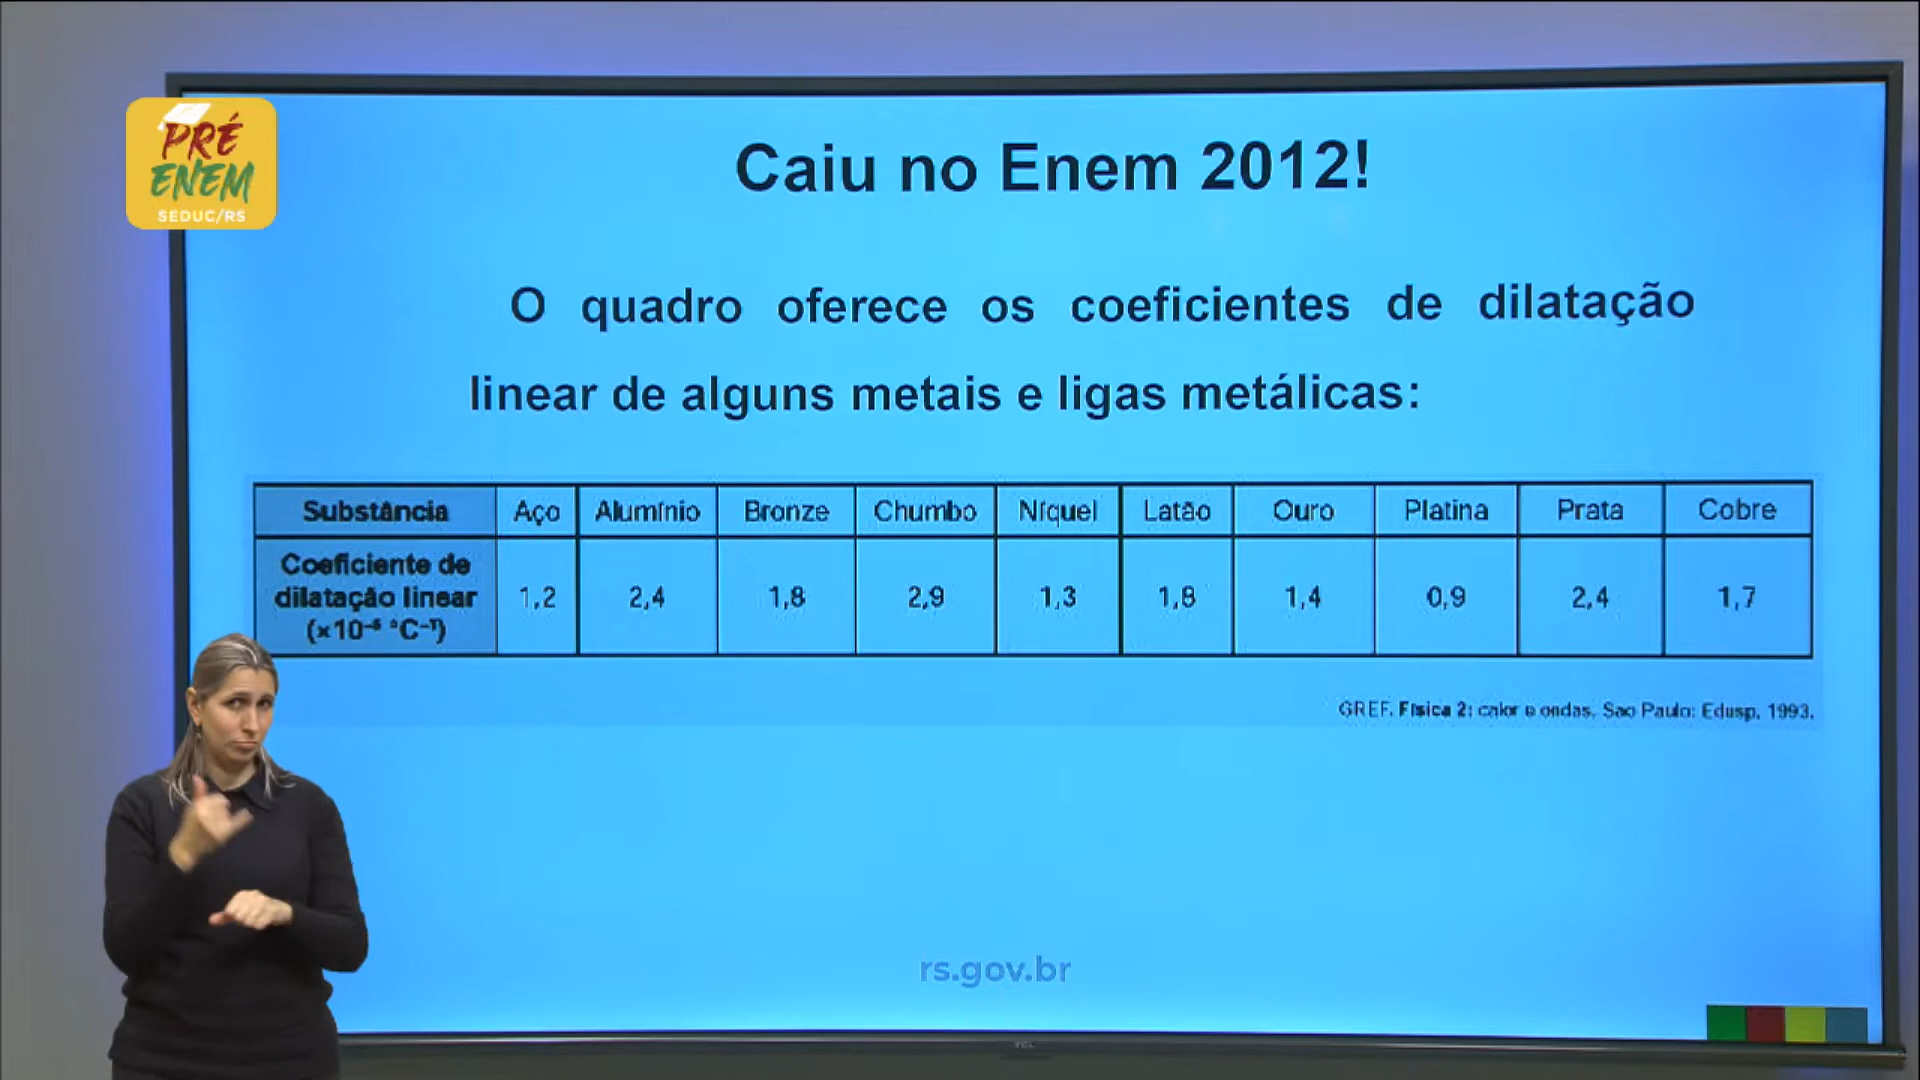 PRÉ
ENEM
SEDUC/RS
Caiu no Enem 2012!
O quadro oferece os coeficientes de dilatação
linear de alguns metais e ligas metálicas:
Substância Aço Alumínio Bronze Chumbo Níquel Latão Ouro Platina Prata Cobre
Coeficiente de
dilatação linear 1,2 2,4 1,8 2,9 1,3 1,8 1,4 0,9 2,4 1,7
(×10⁻⁵ °C⁻¹)
GREF. Física 2: calor e ondas. Sao Paulo: Edusp, 1993.
rs.gov.br
TCL